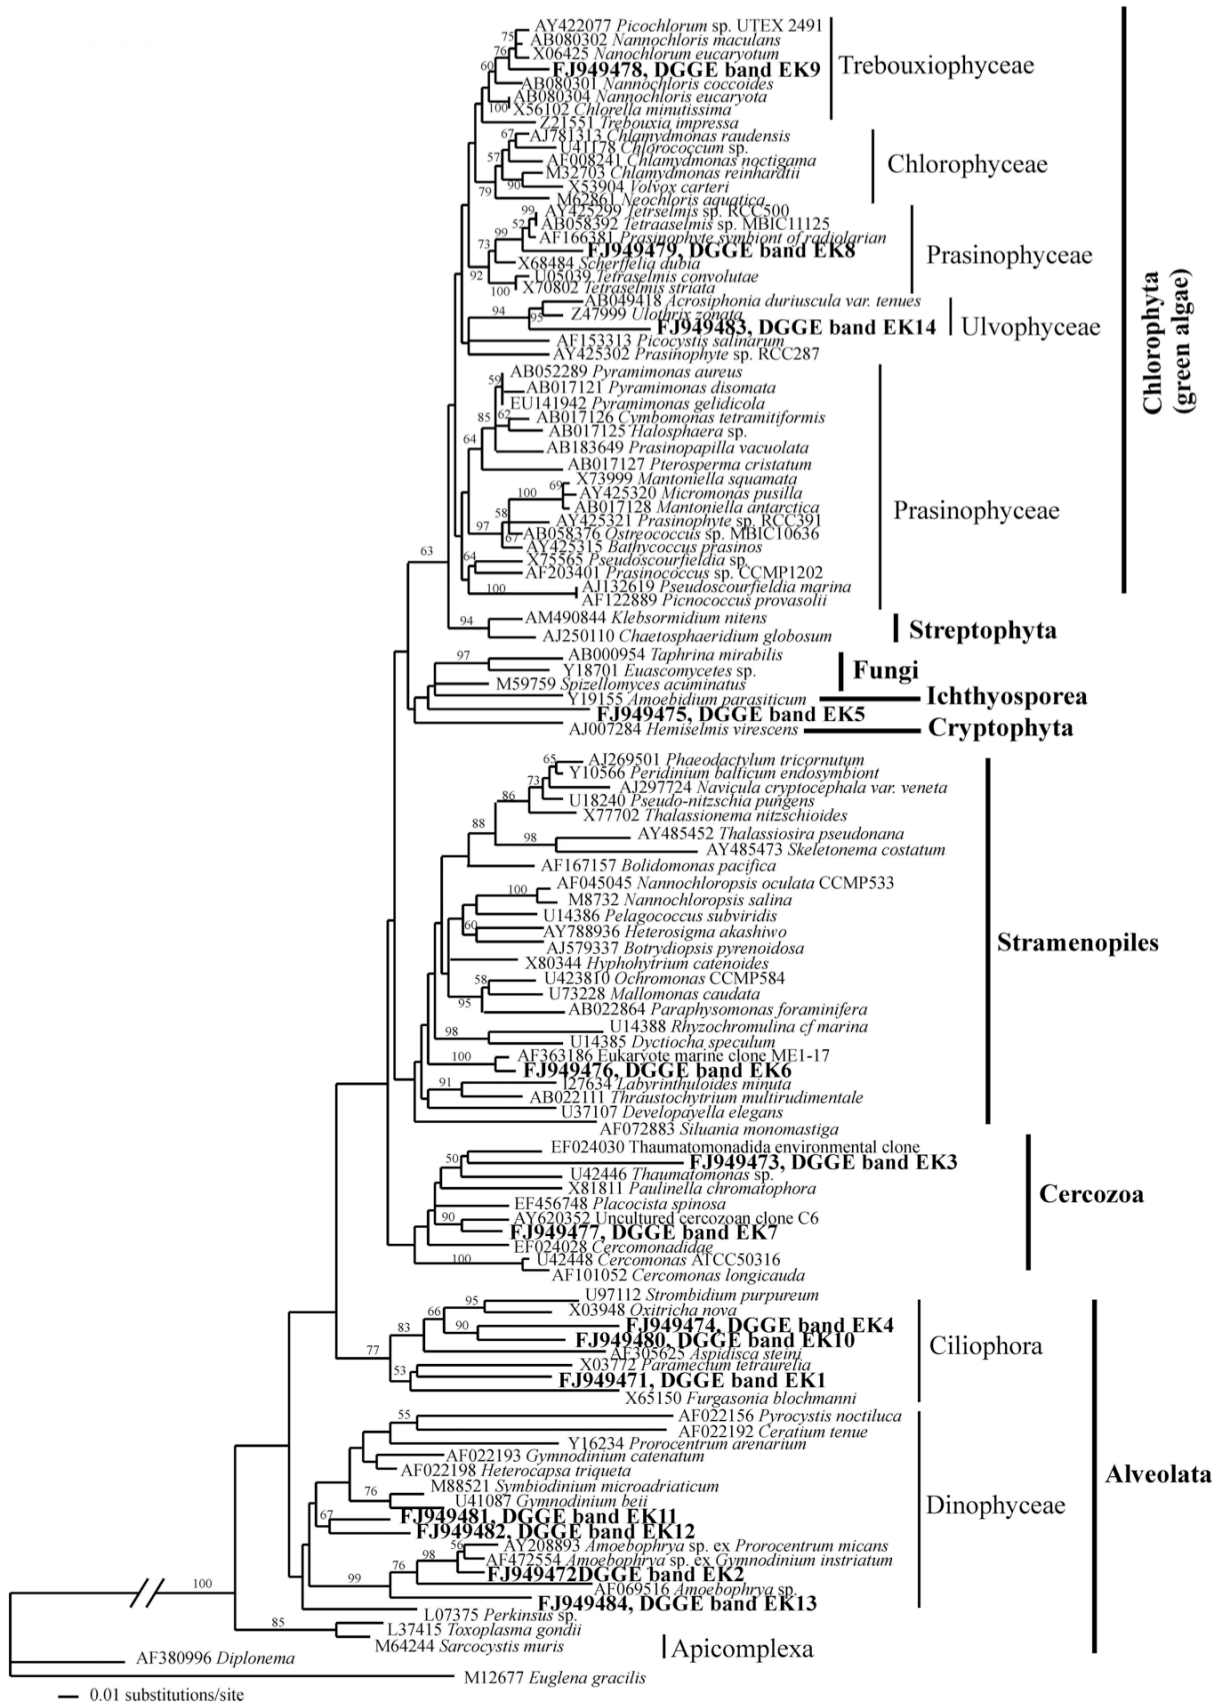 AY422077 Picochlorum sp. UTEX 2491
75
AB080302 Nannochloris maculans
76
X06425 Nanochlorum eucaryotum
60
FJ949478, DGGE band EK9
Trebouxiophyceae
AB080301 Nannochloris coccoides
AB080304 Nannochloris eucaryota
100
X56102 Chlorella minutissima
Z21551 Trebouxia impressa
67
AJ781313 Chlamydmonas raudensis
U41178 Chlorococcum sp.
57
AF008241 Chlamydmonas noctigama
Chlorophyceae
M32703 Chlamydmonas reinhardtii
90
X53904 Volvox carteri
79
M62861 Neochloris aquatica
99
AY425299 Tetrselmis sp. RCC500
52
AB058392 Tetraaselmis sp. MBIC11125
99
AF166381 Prasinophyte symbiont of radiolarian
73
FJ949479, DGGE band EK8
Prasinophyceae
X68484 Scherffelia dubia
92
U05039 Tetraselmis convolutae
100
X70802 Tetraselmis striata
AB049418 Acrosiphonia duriuscula var. tenues
94
95
Z47999 Ulothrix zonata
FJ949483, DGGE band EK14
Ulvophyceae
AF153313 Picocystis salinarum
AY425302 Prasinophyte sp. RCC287
Chlorophyta
(green algae)
AB052289 Pyramimonas aureus
59
AB017121 Pyramimonas disomata
EU141942 Pyramimonas gelidicola
85
62
AB017126 Cymbomonas tetramitiformis
AB017125 Halosphaera sp.
64
AB183649 Prasinopapilla vacuolata
AB017127 Pterosperma cristatum
X73999 Mantoniella squamata
69
100
AY425320 Micromonas pusilla
AB017128 Mantoniella antarctica
Prasinophyceae
58
AY425321 Prasinophyte sp. RCC391
97
67
AB058376 Ostreococcus sp. MBIC10636
AY425315 Bathycoccus prasinos
63
64
X75565 Pseudoscourfieldia sp.
AF203401 Prasinococcus sp. CCMP1202
100
AJ132619 Pseudoscourfieldia marina
AF122889 Picnococcus provasolii
94
AM490844 Klebsormidium nitens
AJ250110 Chaetosphaeridium globosum
Streptophyta
97
AB000954 Taphrina mirabilis
Y18701 Euascomycetes sp.
Fungi
M59759 Spizellomyces acuminatus
Y19155 Amoebidium parasiticum
Ichthyosporea
FJ949475, DGGE band EK5
AJ007284 Hemiselmis virescens
Cryptophyta
65
AJ269501 Phaeodactylum tricornutum
Y10566 Peridinium balticum endosymbiont
73
AJ297724 Navicula cryptocephala var. veneta
86
U18240 Pseudo-nitzschia pungens
X77702 Thalassionema nitzschioides
88
98
AY485452 Thalassiosira pseudonana
AY485473 Skeletonema costatum
AF167157 Bolidomonas pacifica
100
AF045045 Nannochloropsis oculata CCMP533
M8732 Nannochloropsis salina
U14386 Pelagococcus subviridis
60
AY788936 Heterosigma akashiwo
AJ579337 Botrydiopsis pyrenoidosa
Stramenopiles
X80344 Hyphohytrium catenoides
58
U423810 Ochromonas CCMP584
95
U73228 Mallomonas caudata
AB022864 Paraphysomonas foraminifera
98
U14388 Rhyzochromulina cf marina
U14385 Dyctiocha speculum
100
AF363186 Eukaryote marine clone ME1-17
FJ949476, DGGE band EK6
91
127634 Labyrinthuloides minuta
AB022111 Thraustochytrium multirudimentale
U37107 Developayella elegans
AF072883 Siluania monomastiga
EF024030 Thaumatomonadida environmental clone
50
FJ949473, DGGE band EK3
U42446 Thaumatomonas sp.
X81811 Paulinella chromatophora
Cercozoa
EF456748 Placocista spinosa
90
AY620352 Uncultured cercozoan clone C6
FJ949477, DGGE band EK7
EF024028 Cercomonadidae
100
U42448 Cercomonas ATCC50316
AF101052 Cercomonas longicauda
95
U97112 Strombidium purpureum
66
X03948 Oxitricha nova
83
90
FJ949474, DGGE band EK4
FJ949480, DGGE band EK10
Ciliophora
77
AF305625 Aspidisca steini
53
X03772 Paramecium tetraurelia
FJ949471, DGGE band EK1
X65150 Furgasonia blochmanni
55
AF022156 Pyrocystis noctiluca
AF022192 Ceratium tenue
Y16234 Prorocentrum arenarium
AF022193 Gymnodinium catenatum
AF022198 Heterocapsa triqueta
Alveolata
76
M88521 Symbiodinium microadriaticum
U41087 Gymnodinium beii
Dinophyceae
67
FJ949481, DGGE band EK11
FJ949482, DGGE band EK12
56
AY208893 Amoebophrya sp. ex Prorocentrum micans
98
AF472554 Amoebophrya sp. ex Gymnodinium instriatum
76
FJ949472DGGE band EK2
99
AF069516 Amoebophrya sp.
FJ949484, DGGE band EK13
100
L07375 Perkinsus sp.
85
L37415 Toxoplasma gondii
M64244 Sarcocystis muris
Apicomplexa
AF380996 Diplonema
M12677 Euglena gracilis
0.01 substitutions/site